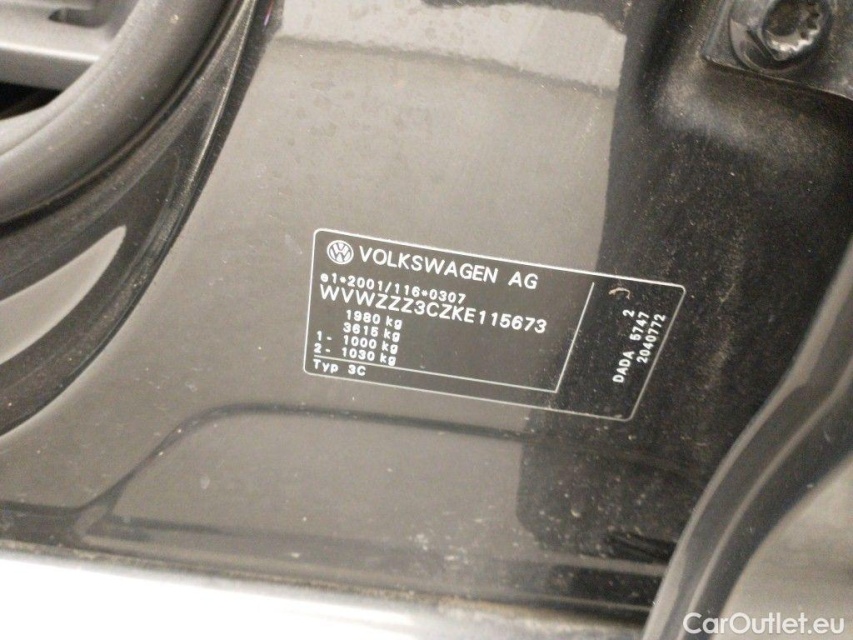 VOLKSWAGEN AG
e1*2001/116*0307
WVWZZZ3CZKE115673
1980 kg
3615 kg
1- 1000 kg
2- 1030 kg
Typ 3C
2
DADA 5747
2040772
CarOutlet.eu